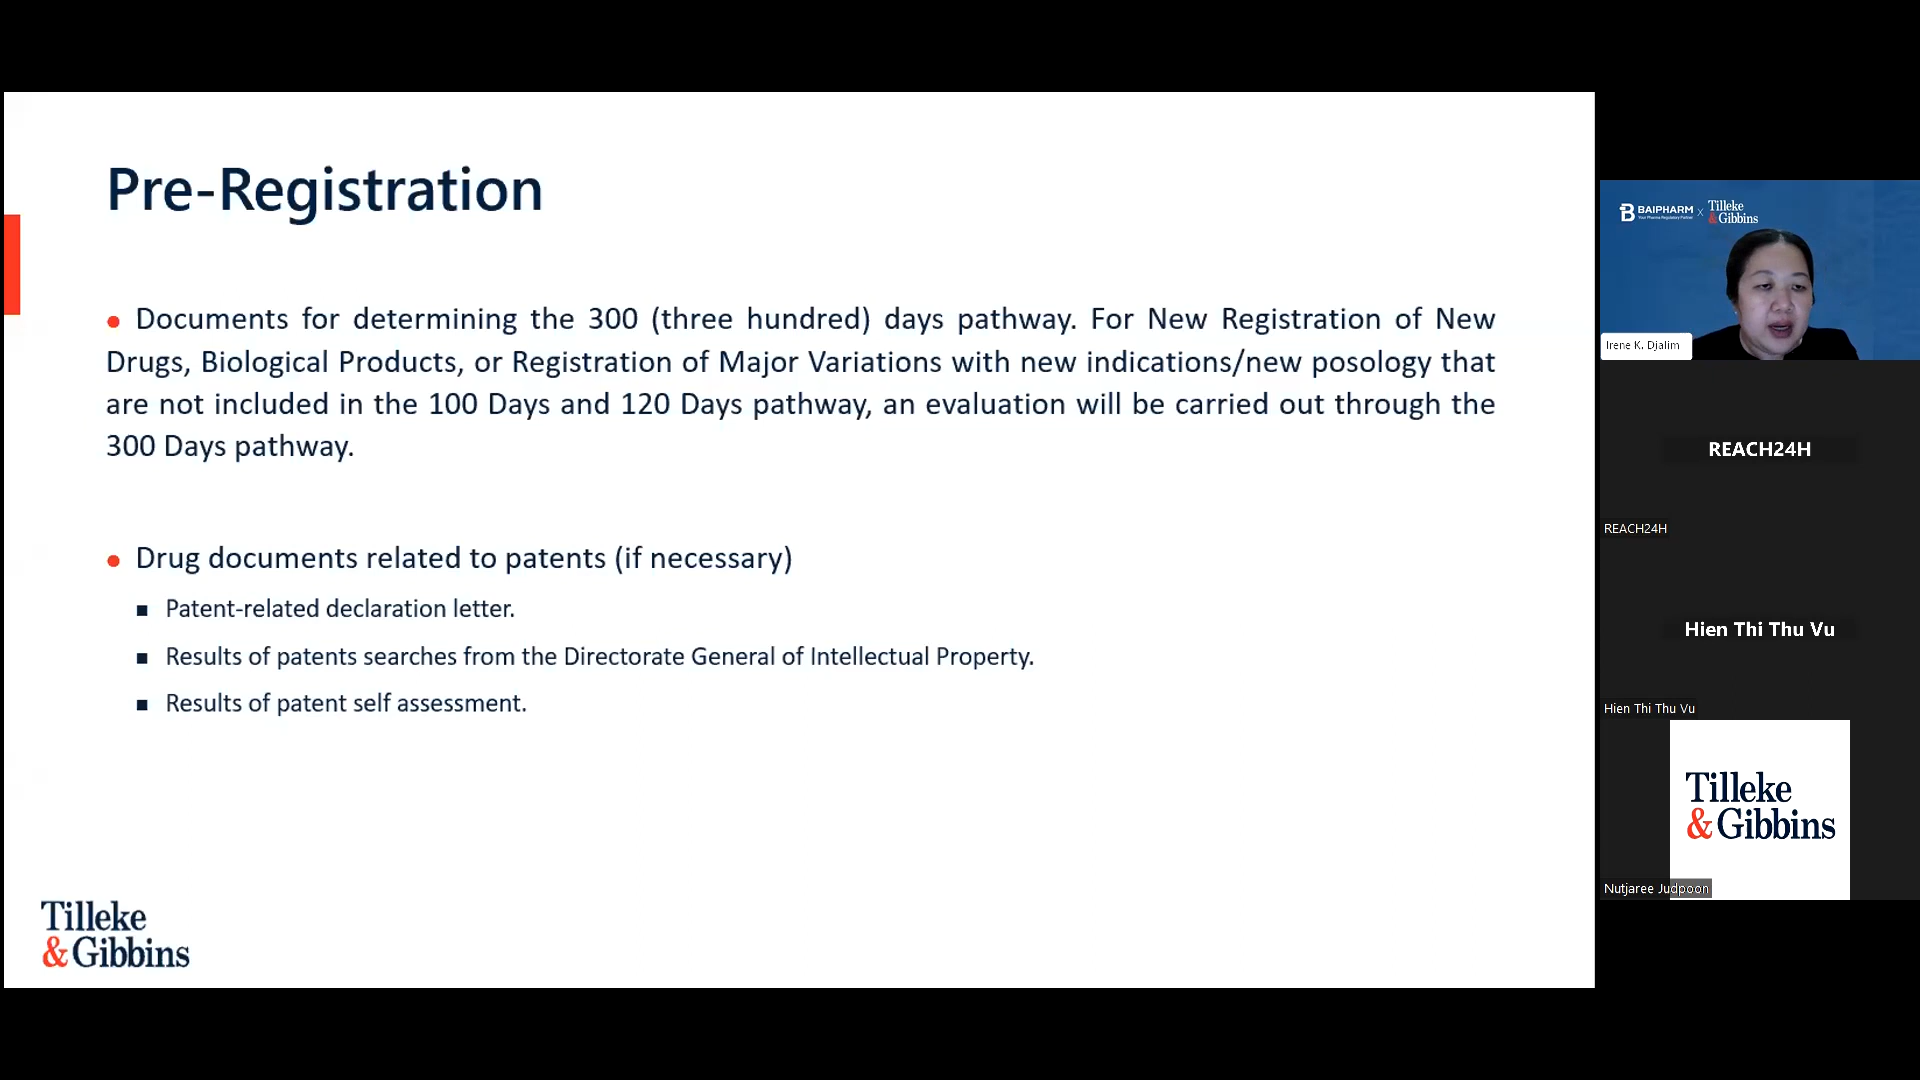 Pre-Registration
Documents for determining the 300 (three hundred) days pathway. For New Registration of New
Drugs, Biological Products, or Registration of Major Variations with new indications/new posology that
are not included in the 100 Days and 120 Days pathway, an evaluation will be carried out through the
300 Days pathway.
Drug documents related to patents (if necessary)
Patent-related declaration letter.
Results of patents searches from the Directorate General of Intellectual Property.
Results of patent self assessment.
Tilleke
& Gibbins
BAIPHARM x Tilleke & Gibbins
Your Pharma Regulatory Partner
Irene K. Djalim
REACH24H
REACH24H
Hien Thi Thu Vu
Hien Thi Thu Vu
Tilleke
& Gibbins
Nutjaree Judpoon